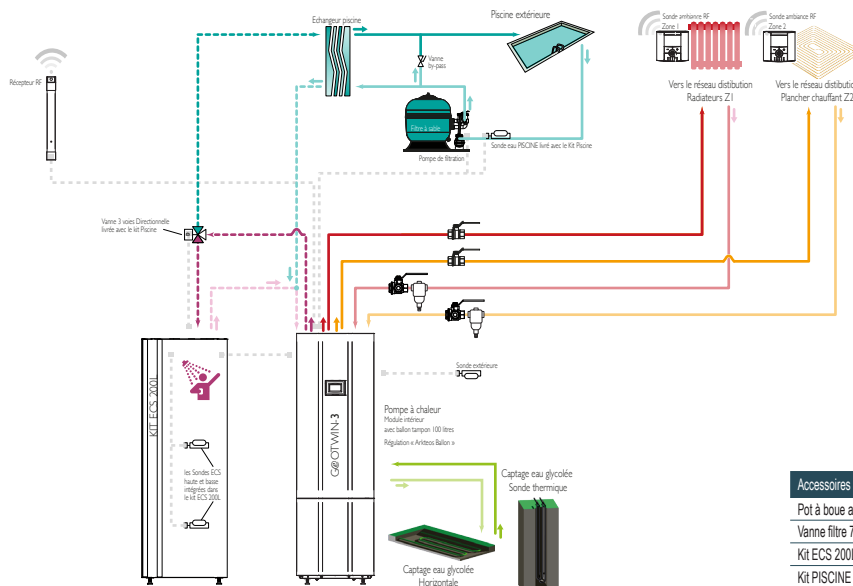 Echangeur piscine
Piscine extérieure
Sonde ambiance RF
Zone 1
Sonde ambiance RF
Zone 2
Récepteur RF
Vanne
by-pass
Vers le réseau distibution
Radiateurs Z1
Vers le réseau distibution
Plancher chauffant Z2
Filtre à sable
Sonde eau PISCINE livré avec le Kit Piscine
Pompe de filtration
Vanne 3 voies Directionnelle
livrée avec le kit Piscine
KIT ECS 200L
GEOTWIN-3
Sonde extérieure
Pompe à chaleur
Module intérieur
avec ballon tampon 100 litres
Régulation « Arkteos Ballon »
les Sondes ECS
haute et basse
intégrées dans
le kit ECS 200L
Captage eau glycolée
Sonde thermique
Captage eau glycolée
Horizontale
Accessoires
Pot à boue a
Vanne filtre 7
Kit ECS 200L
Kit PISCINE